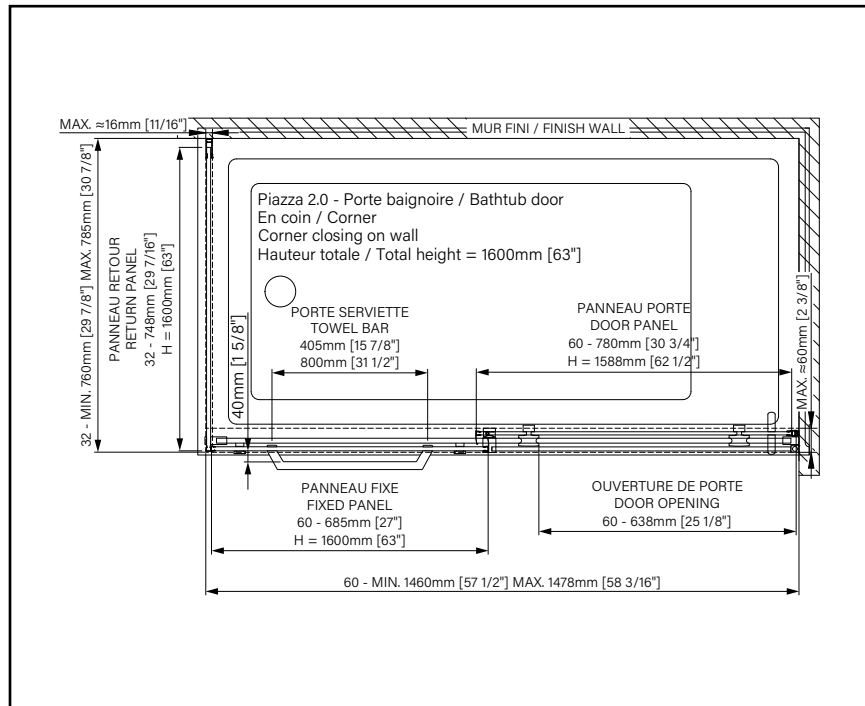 MAX. ≈16mm [11/16"]
MUR FINI / FINISH WALL
32 - MIN. 760mm [29 7/8"] MAX. 785mm [30 7/8"]
PANNEAU RETOUR
RETURN PANEL
32 - 748mm [29 7/16"]
H = 1600mm [63"]
Piazza 2.0 - Porte baignoire / Bathtub door
En coin / Corner
Corner closing on wall
Hauteur totale / Total height = 1600mm [63"]
PORTE SERVIETTE
TOWEL BAR
405mm [15 7/8"]
800mm [31 1/2"]
40mm [1 5/8"]
PANNEAU PORTE
DOOR PANEL
60 - 780mm [30 3/4"]
H = 1588mm [62 1/2"]
MAX. ≈60mm [2 3/8"]
PANNEAU FIXE
FIXED PANEL
60 - 685mm [27"]
H = 1600mm [63"]
OUVERTURE DE PORTE
DOOR OPENING
60 - 638mm [25 1/8"]
60 - MIN. 1460mm [57 1/2"] MAX. 1478mm [58 3/16"]